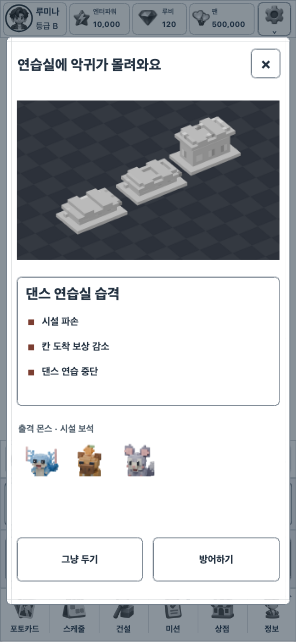 루미나
등급 B
엔터파워
10,000
루비
120
엔
500,000
연습실에 악귀가 몰려와요
×
댄스 연습실 습격
시설 파손
칸 도착 보상 감소
댄스 연습 중단
출격 몬스 · 시설 보석
그냥 두기
방어하기
포토카드
스케줄
건설
미션
상점
정보